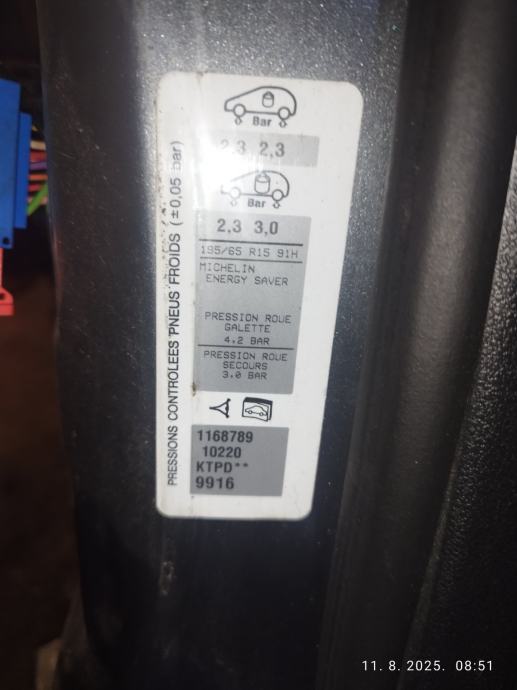 PRESSIONS CONTROLEES PNEUS FROIDS (±0,05 bar)
Bar
2,3 2,3
Bar
2,3 3,0
195/65 R15 91H
MICHELIN
ENERGY SAVER
PRESSION ROUE
GALETTE
4.2 BAR
PRESSION ROUE
SECOURS
3.0 BAR
1168789
10220
KTPD**
9916
11. 8. 2025. 08:51